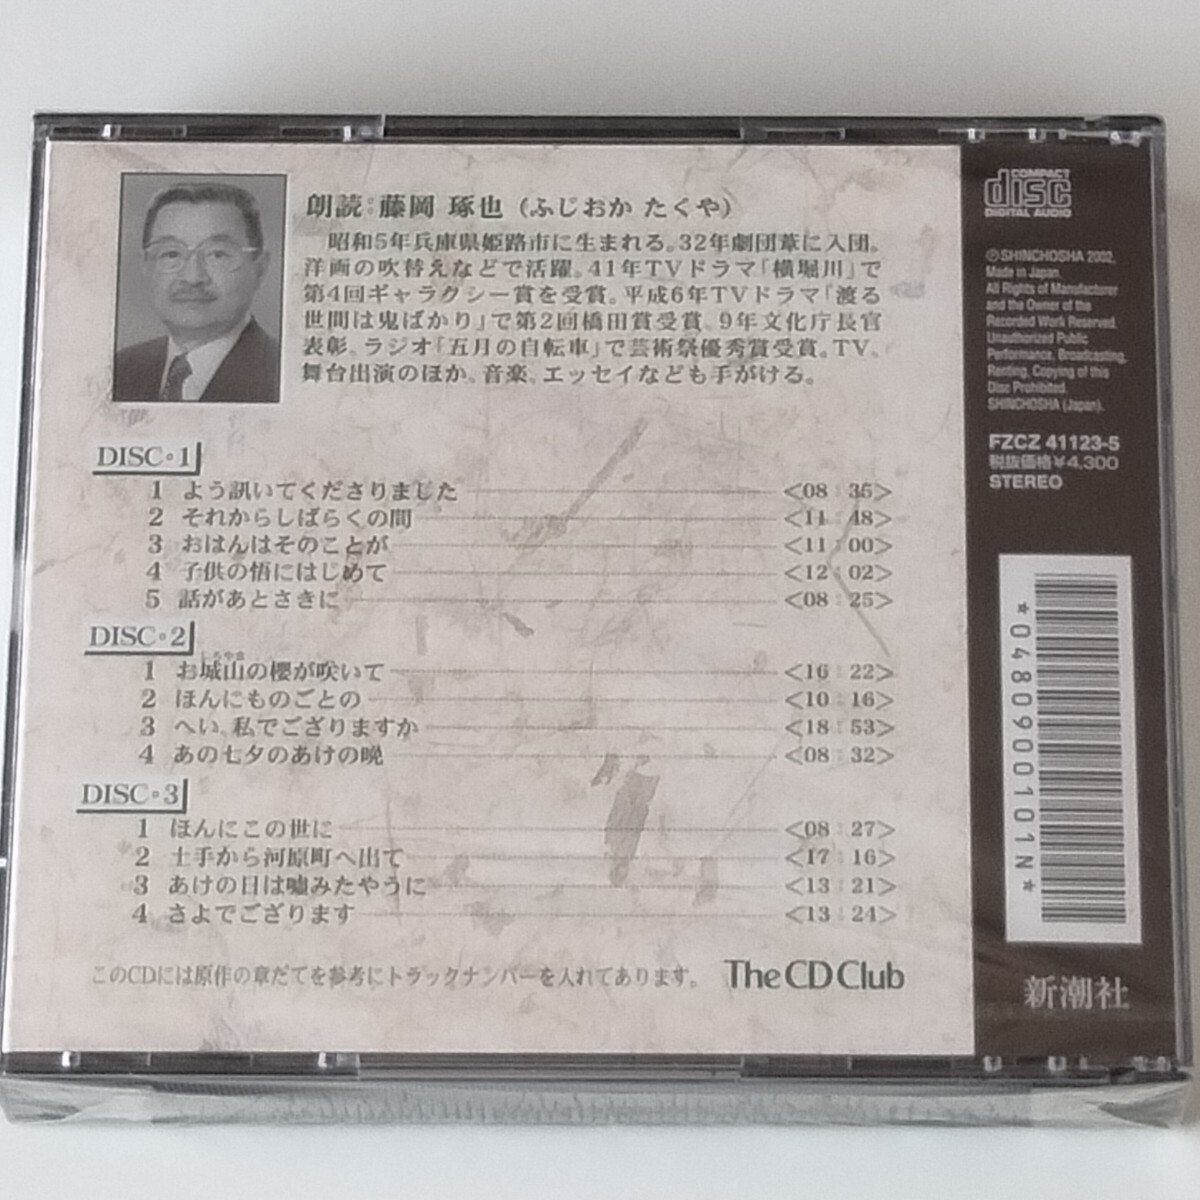 朗読：藤岡 琢也（ふじおか たくや）
昭和5年兵庫県姫路市に生まれる。32年劇団葦に入団。
洋画の吹替えなどで活躍。41年TVドラマ「横堀川」で
第4回ギャラクシー賞を受賞。平成6年TVドラマ「渡る
世間は鬼ばかり」で第2回橋田賞受賞。9年文化庁長官
表彰。ラジオ「五月の自転車」で芸術祭優秀賞受賞。TV、
舞台出演のほか、音楽、エッセイなども手がける。
DISC・1
1 よう訊いてくださりました <08：35>
2 それからしばらくの間 <11：48>
3 おはんはそのことが <11：00>
4 子供の悟にはじめて <12：02>
5 話があとさきに <08：25>
DISC・2
1 お城山の櫻が咲いて <16：22>
2 ほんにものごとの <10：16>
3 へい、私でござりますか <18：53>
4 あの七夕のあけの晩 <08：32>
DISC・3
1 ほんにこの世に <08：27>
2 土手から河原町へ出て <17：16>
3 あけの日は嘘みたやうに <13：21>
4 さよでござります <13：24>
このCDには原作の章だてを参考にトラックナンバーを入れてあります。
The CD Club
COMPACT
disc
DIGITAL AUDIO
Ⓟ SHINCHOSHA 2002,
Made in Japan.
All Rights of Manufacturer
and the Owner of the
Recorded Work Reserved.
Unauthorized Public
Performance, Broadcasting,
Renting, Copying of this
Disc Prohibited.
SHINCHOSHA (Japan).
FZCZ 41123-5
税抜価格¥4,300
STEREO
*0480900101N*
新潮社